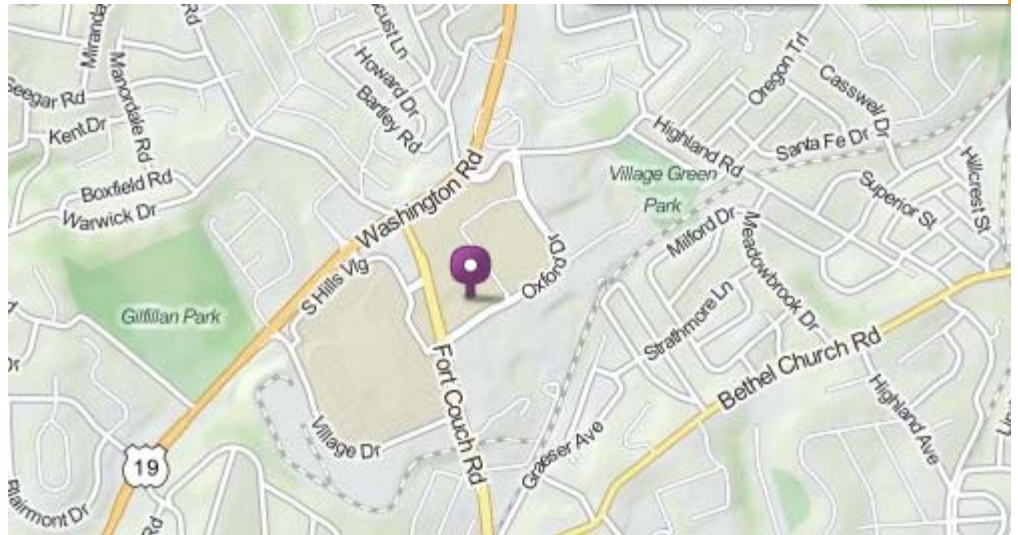 Miranda
Rd
ocust Ln
Oregon Trl
Howard Dr
Casswell Dr
Seegar Rd
Manordale Rd
Bartley Rd
Kent Dr
Highland Rd
Santa Fe Dr
Hillcrest St
Washington Rd
Boxfield Rd
Village Green
Park
Superior St
Warwick Dr
Milford Dr
Meadowbrook Dr
Oxford Dr
S Hills Vlg
Gilfillan Park
Strathmore Ln
Bethel Church Rd
Dr
Fort Couch Rd
Highland Ave
Village Dr
Graeser Ave
19
Blairmont Dr
Rd